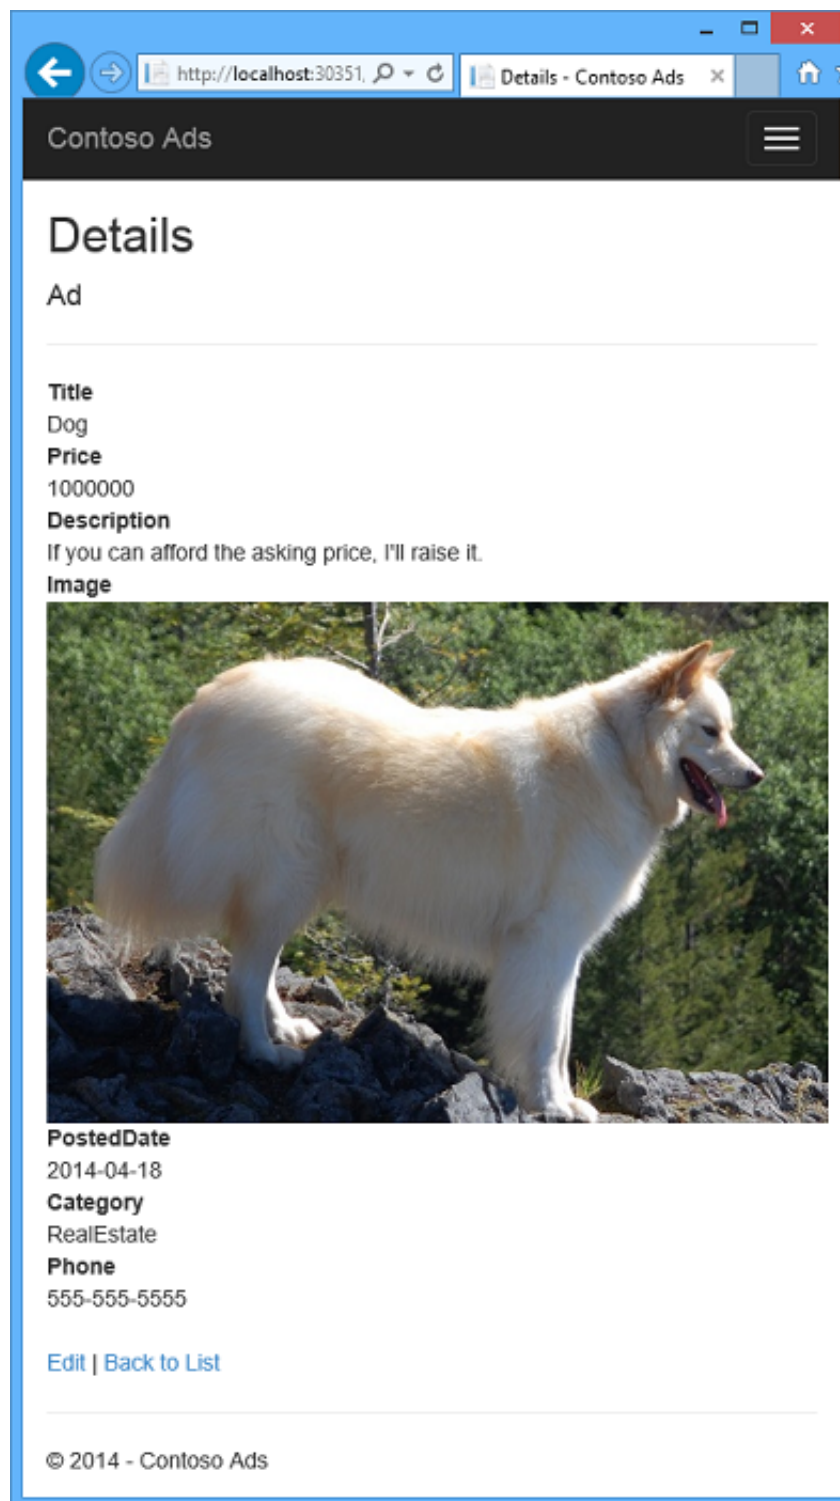 http://localhost:30351,
Details - Contoso Ads
Contoso Ads
Details
Ad
Title
Dog
Price
1000000
Description
If you can afford the asking price, I'll raise it.
Image
PostedDate
2014-04-18
Category
RealEstate
Phone
555-555-5555
Edit | Back to List
© 2014 - Contoso Ads